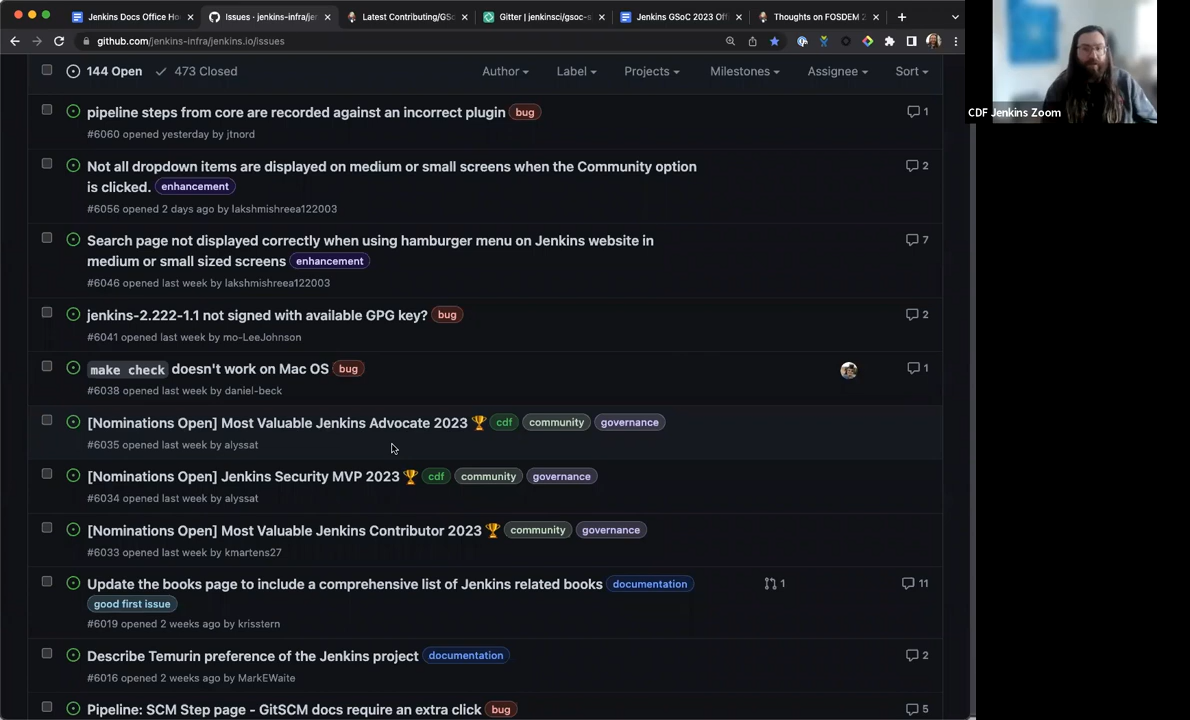 Jenkins Docs Office Ho
Issues · jenkins-infra/jer
Latest Contributing/GSo
Gitter | jenkinsci/gsoc-s
Jenkins GSoC 2023 Off
Thoughts on FOSDEM 2
github.com/jenkins-infra/jenkins.io/issues
CDF Jenkins Zoom
144 Open 473 Closed Author Label Projects Milestones Assignee Sort
pipeline steps from core are recorded against an incorrect plugin bug 1
#6060 opened yesterday by jtnord
Not all dropdown items are displayed on medium or small screens when the Community option 2
is clicked. enhancement
#6056 opened 2 days ago by lakshmishreea122003
Search page not displayed correctly when using hamburger menu on Jenkins website in 7
medium or small sized screens enhancement
#6046 opened last week by lakshmishreea122003
jenkins-2.222-1.1 not signed with available GPG key? bug 2
#6041 opened last week by mo-LeeJohnson
make check doesn't work on Mac OS bug 1
#6038 opened last week by daniel-beck
[Nominations Open] Most Valuable Jenkins Advocate 2023 🏆 cdf community governance
#6035 opened last week by alyssat
[Nominations Open] Jenkins Security MVP 2023 🏆 cdf community governance
#6034 opened last week by alyssat
[Nominations Open] Most Valuable Jenkins Contributor 2023 🏆 community governance
#6033 opened last week by kmartens27
Update the books page to include a comprehensive list of Jenkins related books documentation 1 11
good first issue
#6019 opened 2 weeks ago by krisstern
Describe Temurin preference of the Jenkins project documentation 2
#6016 opened 2 weeks ago by MarkEWaite
Pipeline: SCM Step page - GitSCM docs require an extra click bug 5